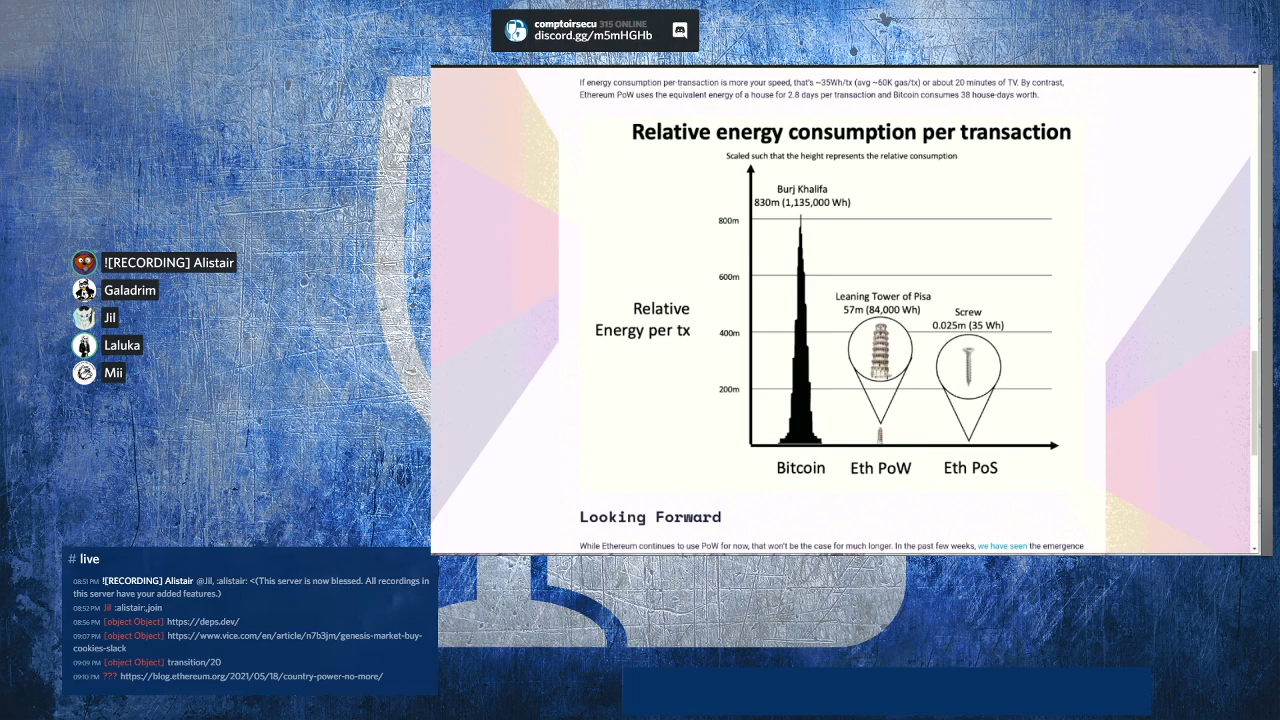 comptoirsecu 315 ONLINE
discord.gg/m5mHGHb
If energy consumption per-transaction is more your speed, that's ~35Wh/tx (avg ~60K gas/tx) or about 20 minutes of TV. By contrast,
Ethereum PoW uses the equivalent energy of a house for 2.8 days per transaction and Bitcoin consumes 38 house-days worth.
Relative energy consumption per transaction
Scaled such that the height represents the relative consumption
Burj Khalifa
830m (1,135,000 Wh)
800m
600m
Leaning Tower of Pisa
57m (84,000 Wh)
Screw
0.025m (35 Wh)
Relative
Energy per tx
400m
200m
Bitcoin Eth PoW Eth PoS
Looking Forward
While Ethereum continues to use PoW for now, that won't be the case for much longer. In the past few weeks, we have seen the emergence
![RECORDING] Alistair
Galadrim
Jil
Laluka
Mii
# live
08:51 PM ![RECORDING] Alistair @Jil, :alistair: <(This server is now blessed. All recordings in
this server have your added features.)
08:52 PM Jil :alistair:,join
08:56 PM [object Object] https://deps.dev/
09:07 PM [object Object] https://www.vice.com/en/article/n7b3jm/genesis-market-buy-
cookies-slack
09:09 PM [object Object] transition/20
09:10 PM ??? https://blog.ethereum.org/2021/05/18/country-power-no-more/